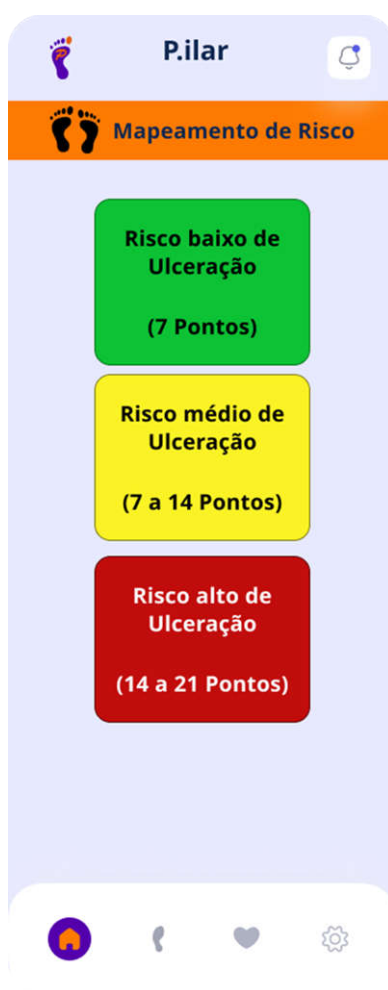 P.ilar
Mapeamento de Risco
Risco baixo de
Ulceração
(7 Pontos)
Risco médio de
Ulceração
(7 a 14 Pontos)
Risco alto de
Ulceração
(14 a 21 Pontos)